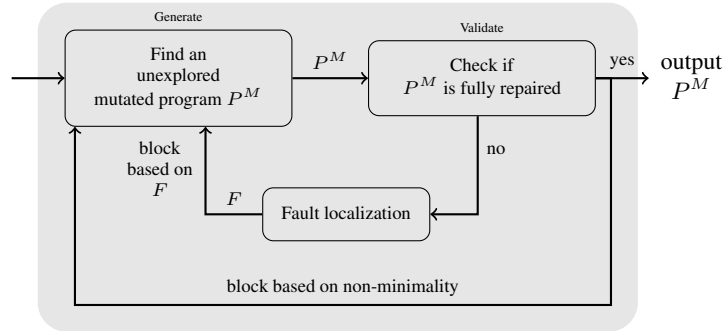 Generate
Validate
Find an
unexplored
mutated program P^M
P^M
Check if
P^M is fully repaired
yes
output
P^M
block
based on
F
F
no
Fault localization
block based on non-minimality